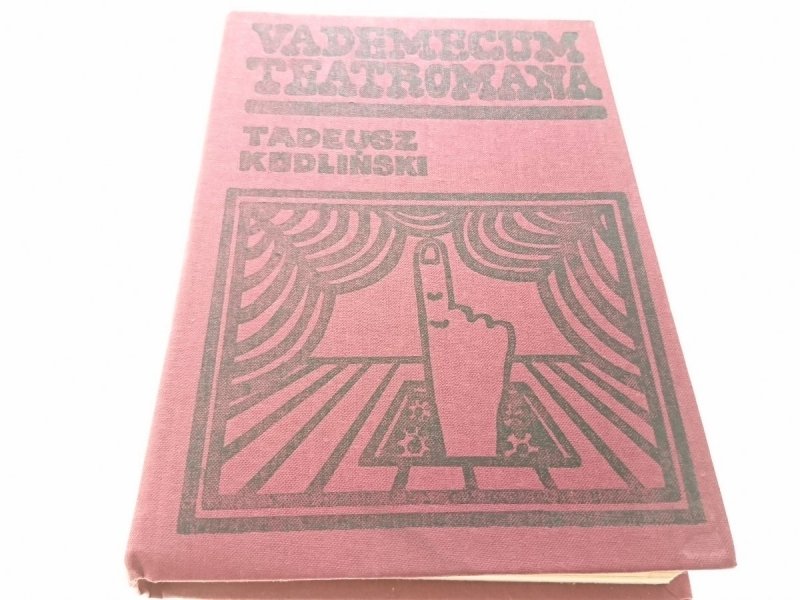 VADEMECUM
TEATROMANA
TADEUSZ
KUDLIŃSKI